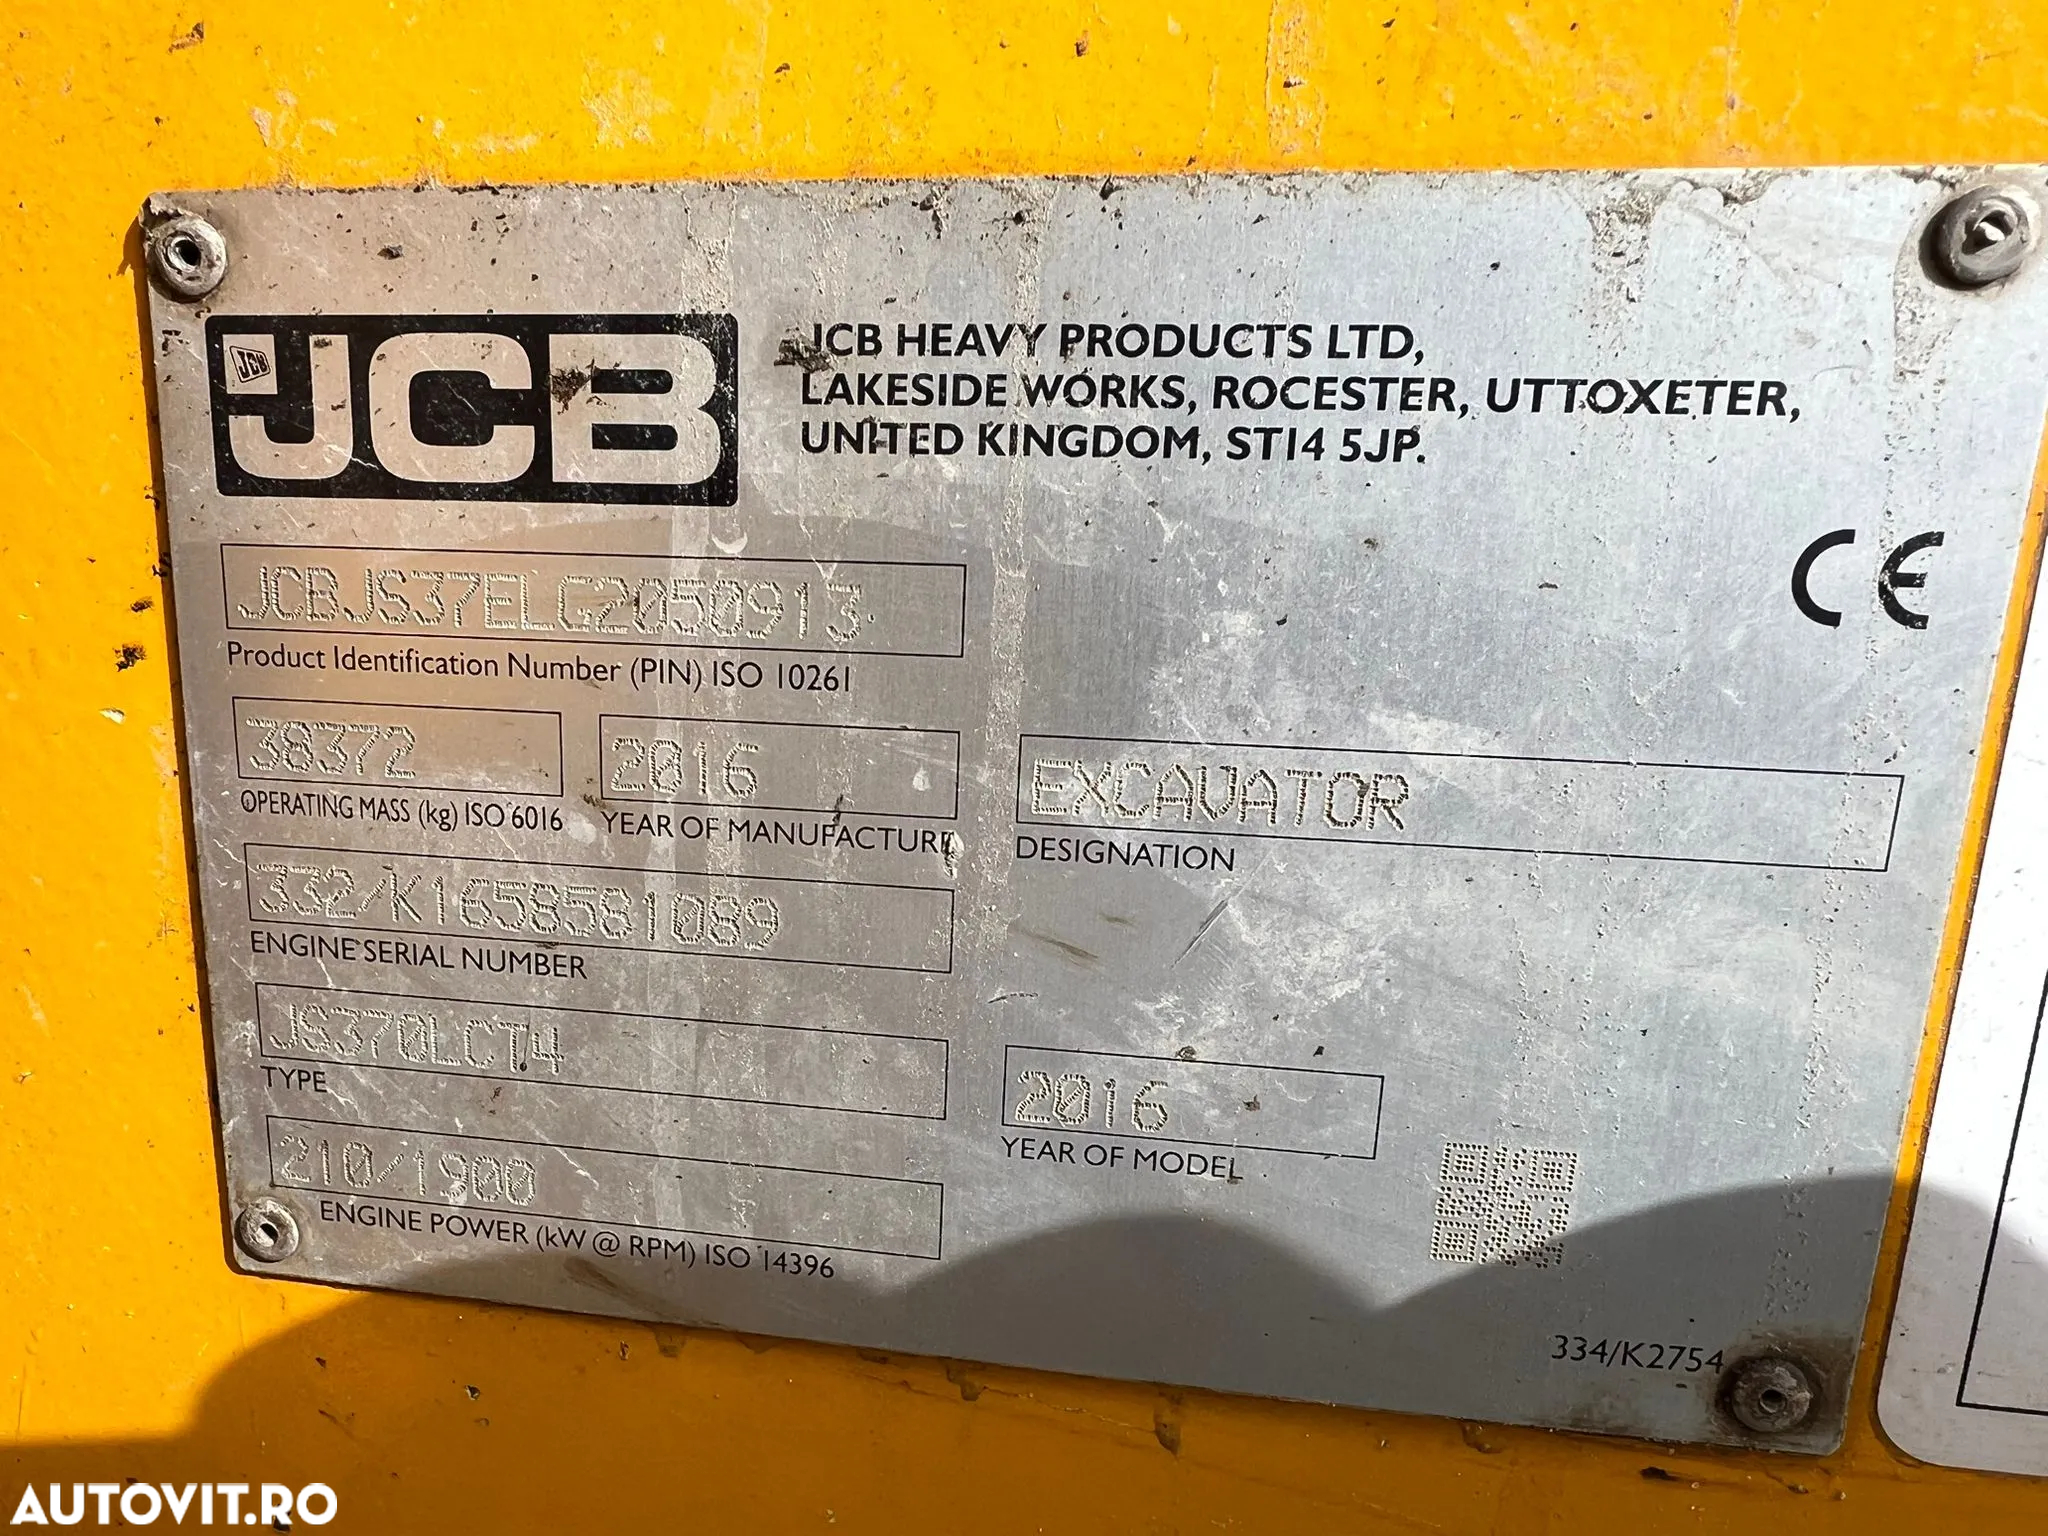 JCB
JCB
JCB HEAVY PRODUCTS LTD,
LAKESIDE WORKS, ROCESTER, UTTOXETER,
UNITED KINGDOM, ST14 5JP.
CE
JCBJS37ELG2050913
Product Identification Number (PIN) ISO 10261
38372
OPERATING MASS (kg) ISO 6016
2016
YEAR OF MANUFACTURE
EXCAVATOR
DESIGNATION
332/K16585581089
ENGINE SERIAL NUMBER
JS370LCT4
TYPE
2016
YEAR OF MODEL
210/1900
ENGINE POWER (kW @ RPM) ISO 14396
334/K2754
AUTOVIT.RO